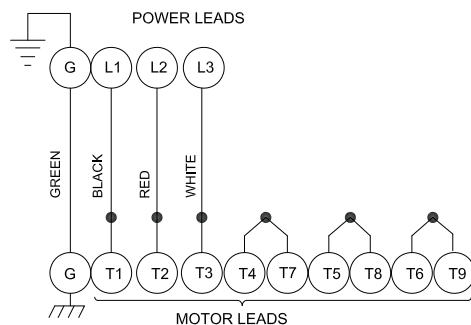 POWER LEADS
G L1 L2 L3
GREEN
BLACK
RED
WHITE
G T1 T2 T3 T4 T7 T5 T8 T6 T9
MOTOR LEADS